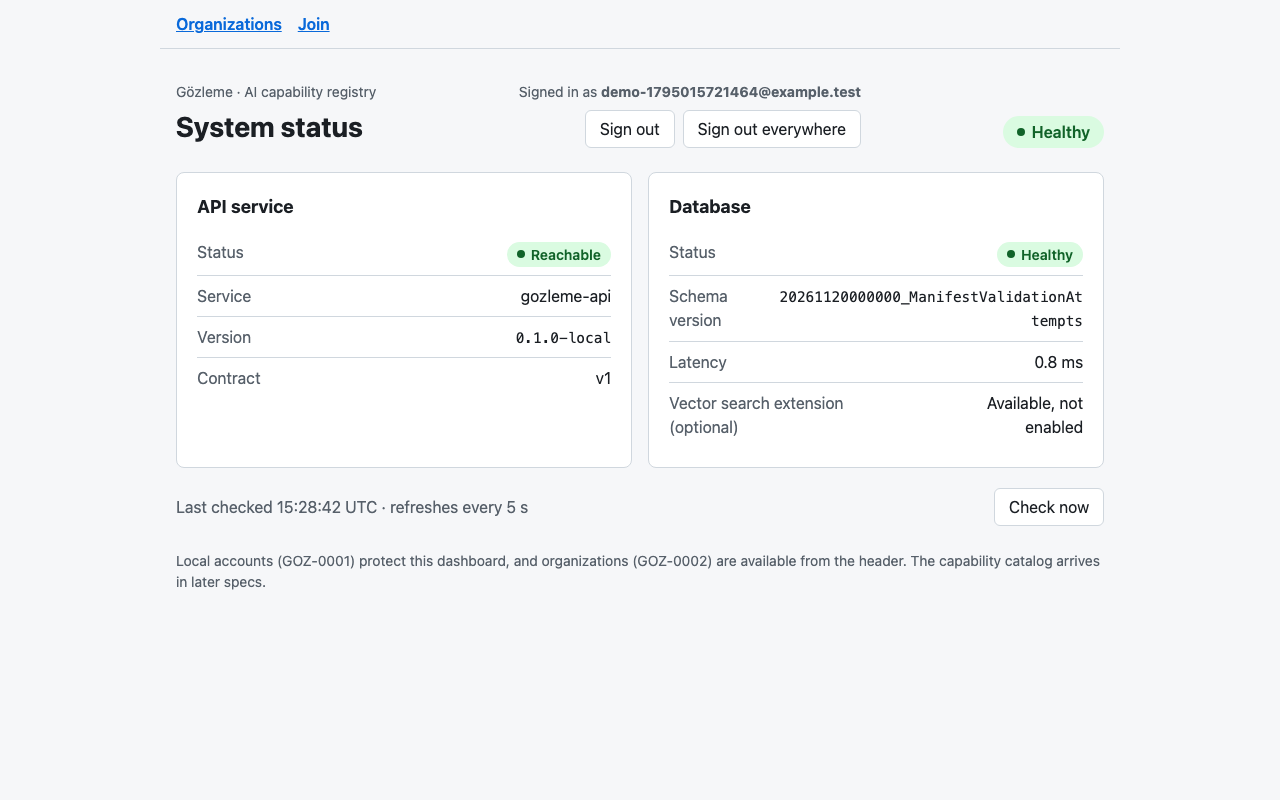 Organizations Join
Gözleme · AI capability registry
System status
Signed in as demo-1795015721464@example.test
Sign out Sign out everywhere
Healthy
API service
Status Reachable
Service gozleme-api
Version 0.1.0-local
Contract v1
Database
Status Healthy
Schema version 20261120000000_ManifestValidationAt
tempts
Latency 0.8 ms
Vector search extension (optional) Available, not
enabled
Last checked 15:28:42 UTC · refreshes every 5 s
Check now
Local accounts (GOZ-0001) protect this dashboard, and organizations (GOZ-0002) are available from the header. The capability catalog arrives
in later specs.